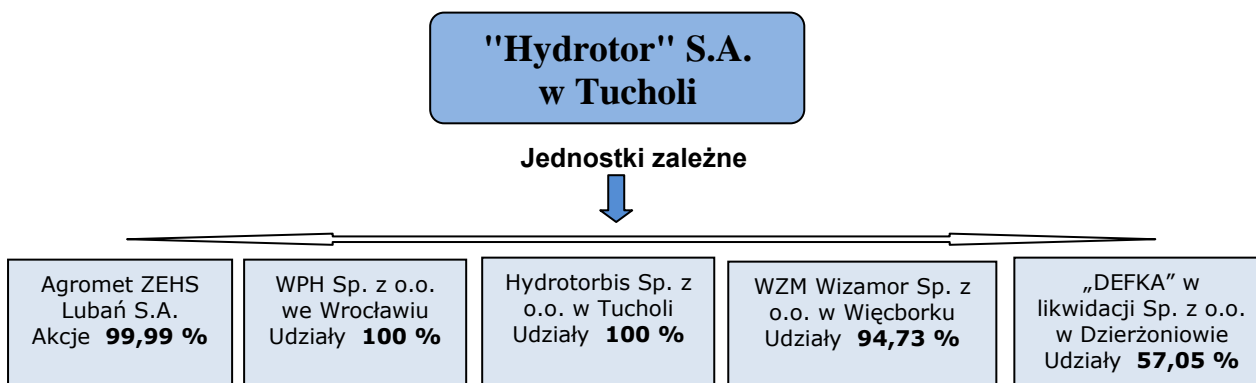 "Hydrotor" S.A.
w Tucholi
Jednostki zależne
Agromet ZEHS
Lubań S.A.
Akcje 99,99 %
WPH Sp. z o.o.
we Wrocławiu
Udziały 100 %
Hydrotorbis Sp. z
o.o. w Tucholi
Udziały 100 %
WZM Wizamor Sp. z
o.o. w Więcborku
Udziały 94,73 %
„DEFKA” w
likwidacji Sp. z o.o.
w Dzierżoniowie
Udziały 57,05 %